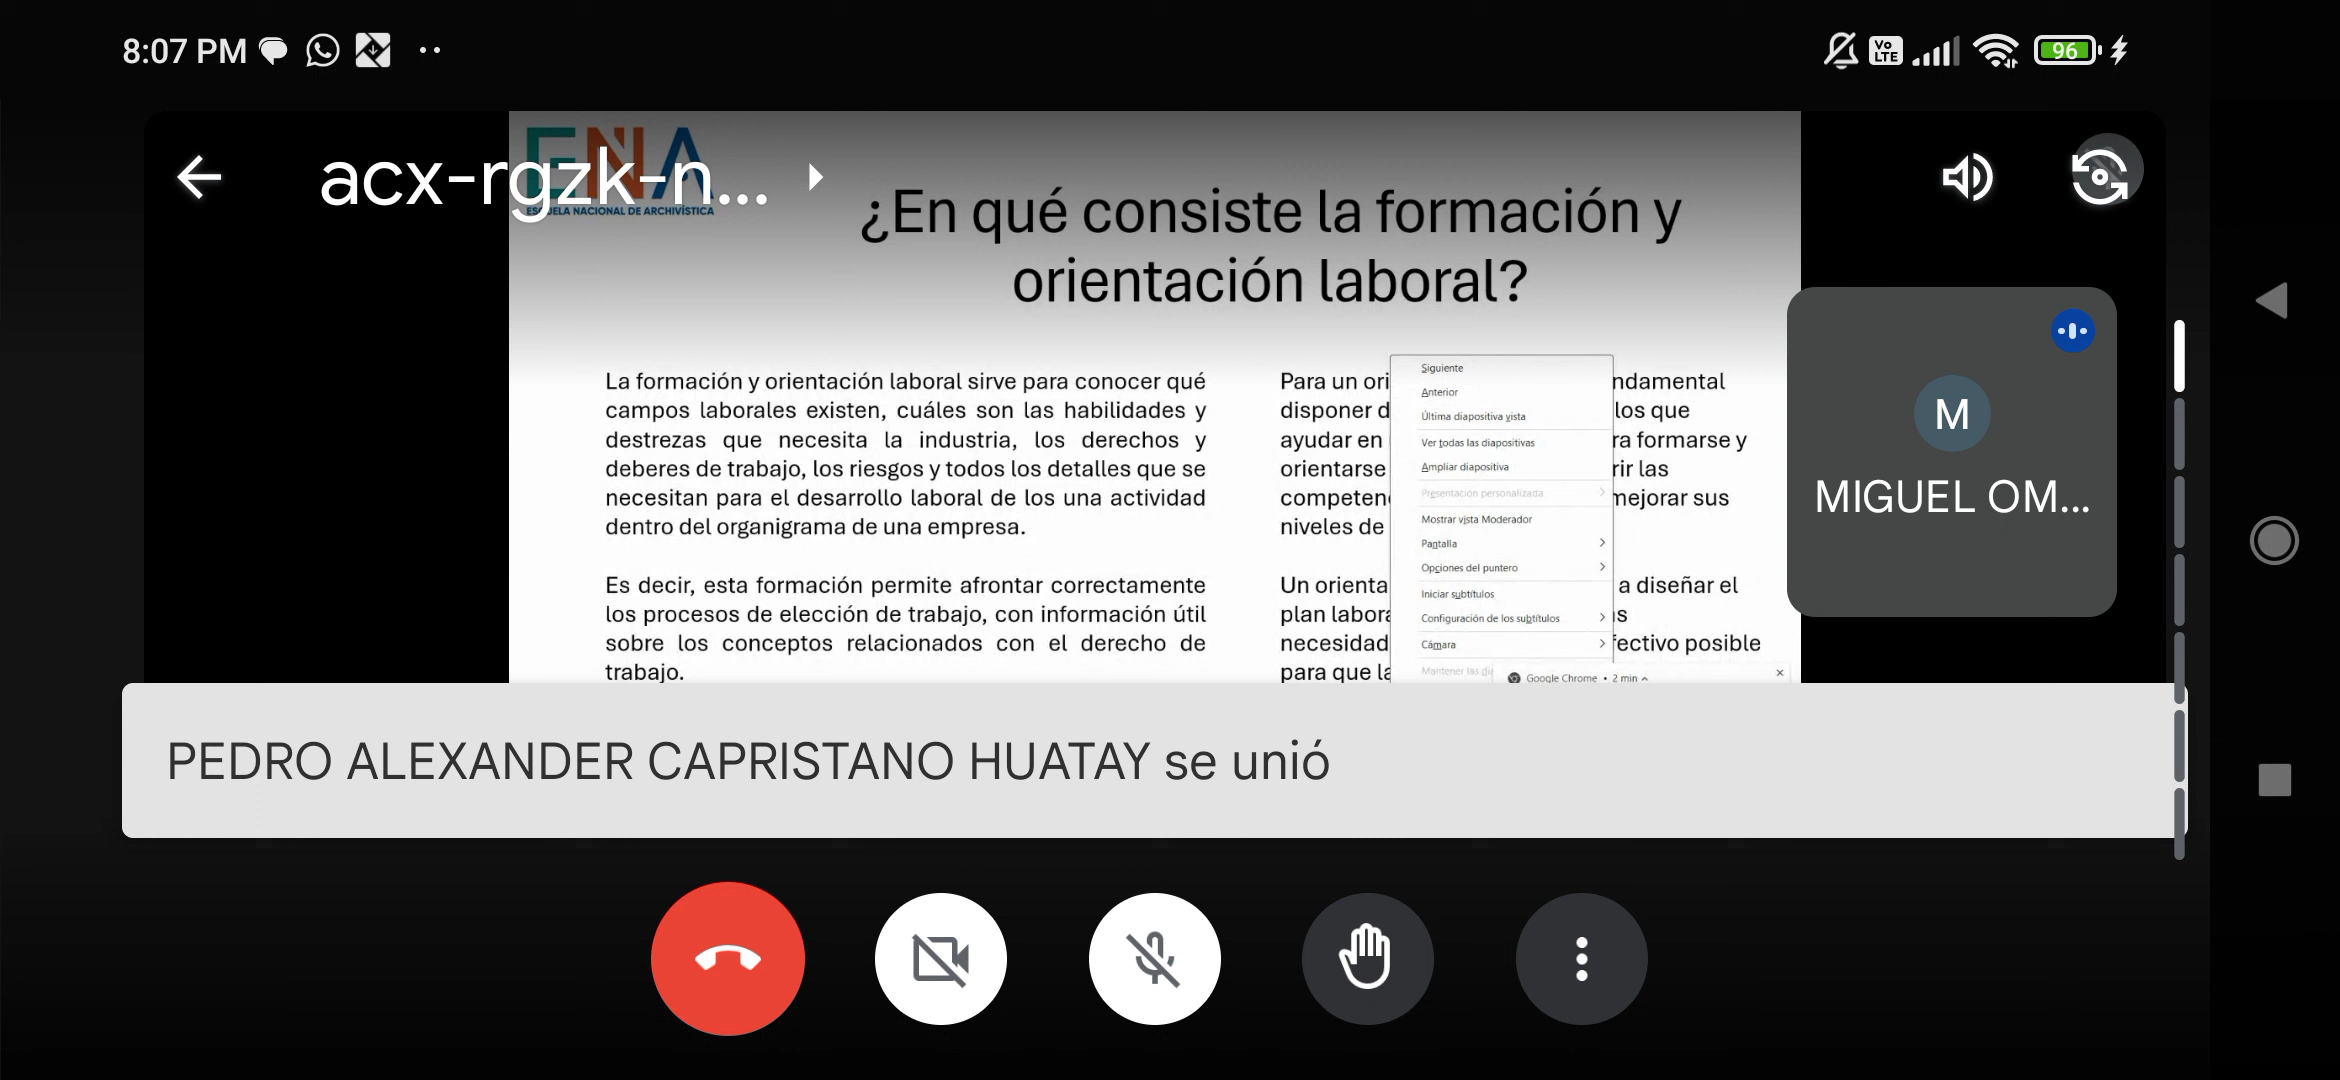 8:07 PM
Vo LTE
96
acx-rgzk-n...
ESCUELA NACIONAL DE ARCHIVÍSTICA
¿En qué consiste la formación y
orientación laboral?
La formación y orientación laboral sirve para conocer qué
campos laborales existen, cuáles son las habilidades y
destrezas que necesita la industria, los derechos y
deberes de trabajo, los riesgos y todos los detalles que se
necesitan para el desarrollo laboral de los una actividad
dentro del organigrama de una empresa.
Es decir, esta formación permite afrontar correctamente
los procesos de elección de trabajo, con información útil
sobre los conceptos relacionados con el derecho de
trabajo.
Para un ori ndamental
disponer d los que
ayudar en ra formarse y
orientarse rir las
competen mejorar sus
niveles de
Un orienta a diseñar el
plan labora s
necesidad fectivo posible
para que la
Siguiente
Anterior
Última diapositiva vista
Ver todas las diapositivas
Ampliar diapositiva
Presentación personalizada
Mostrar vista Moderador
Pantalla
Opciones del puntero
Iniciar subtítulos
Configuración de los subtítulos
Cámara
Mantener las di
Google Chrome • 2 min
M
MIGUEL OM...
PEDRO ALEXANDER CAPRISTANO HUATAY se unió